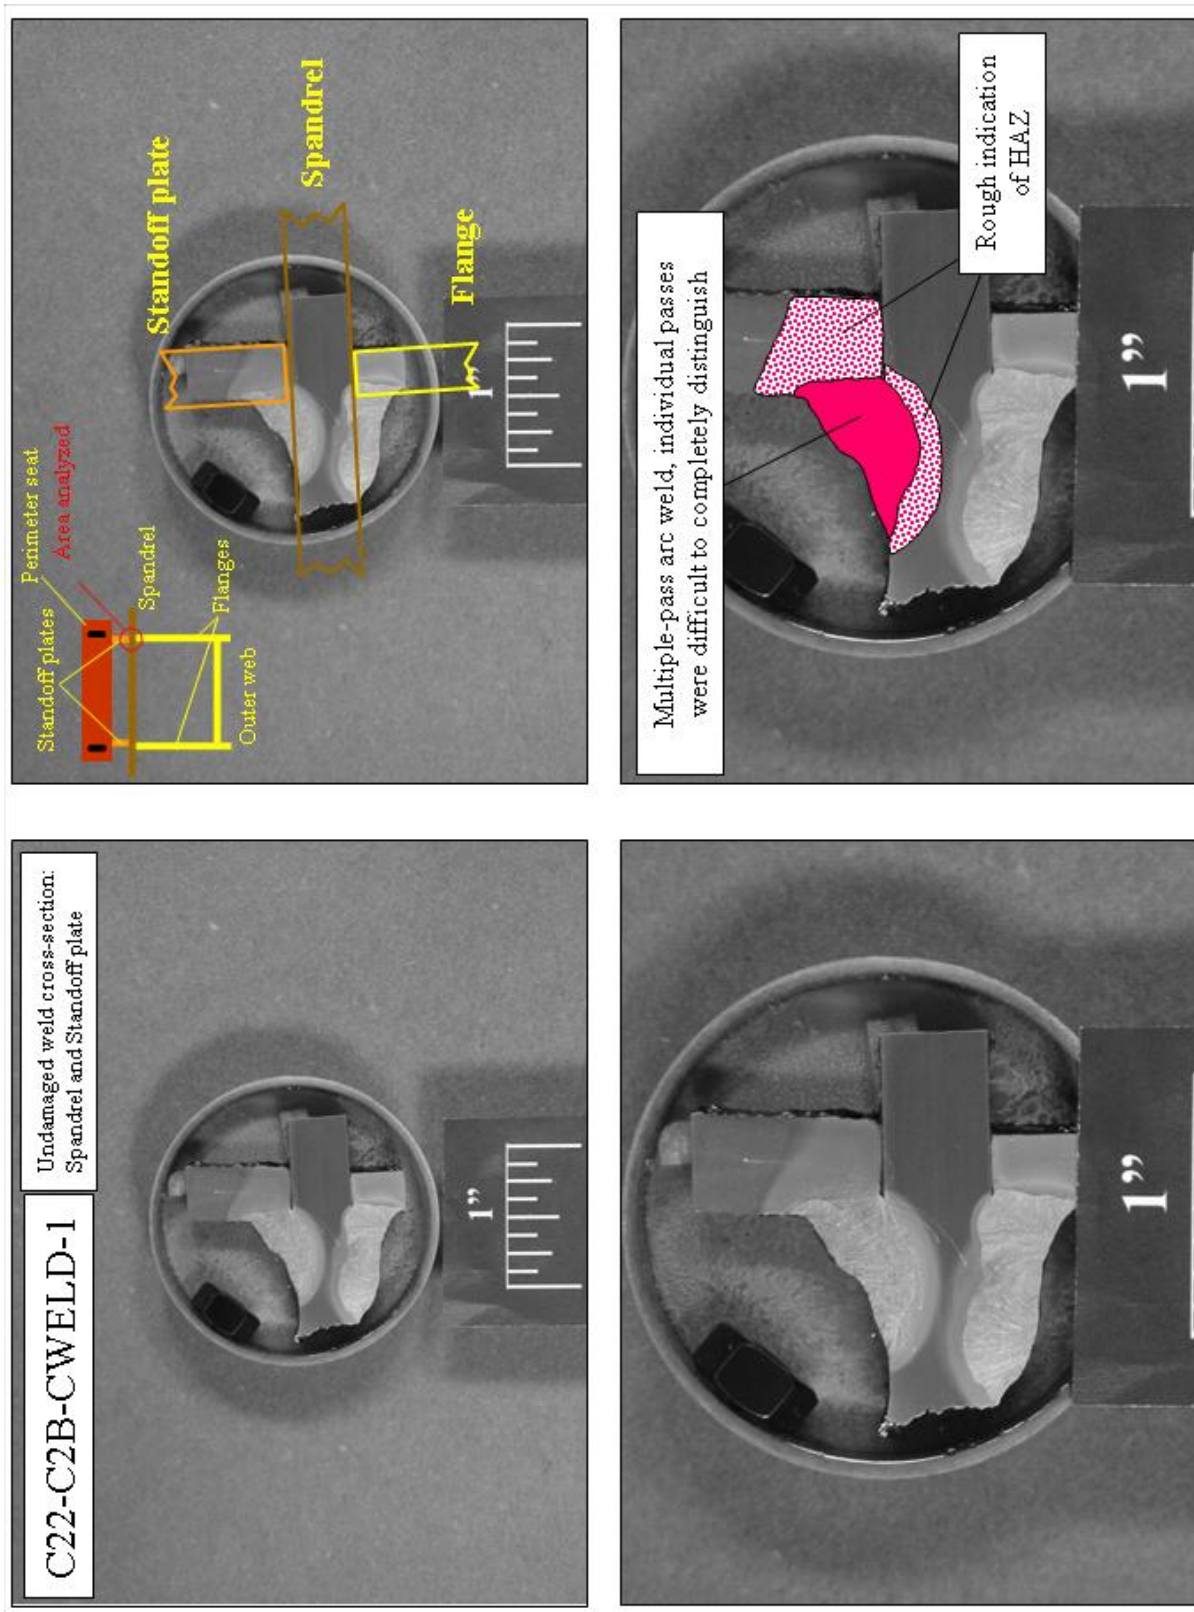 C22-C2B-CWELD-1
Undamaged weld cross-section:
Spandrel and Standoff plate
1”
Standoff plates
Perimeter seat
Area analyzed
Spandrel
Flanges
Outer web
Standoff plate
Spandrel
Flange
1”
1”
Multiple-pass arc weld, individual passes
were difficult to completely distinguish
Rough indication
of HAZ
1”